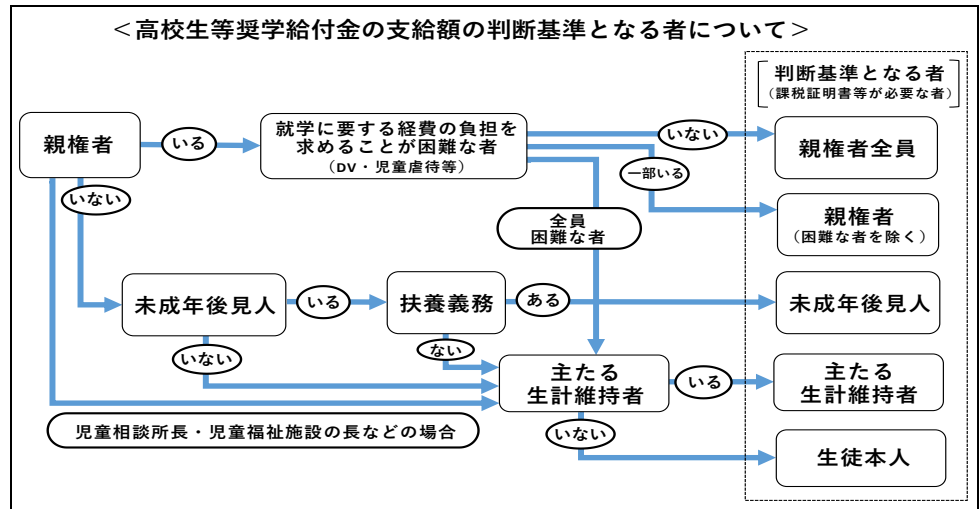 ＜高校生等奨学給付金の支給額の判断基準となる者について＞
判断基準となる者
（課税証明書等が必要な者）
親権者
いる
就学に要する経費の負担を
求めることが困難な者
（DV・児童虐待等）
いない
親権者全員
一部いる
親権者
（困難な者を除く）
全員
困難な者
いない
未成年後見人
いる
扶養義務
ある
未成年後見人
いない
ない
主たる
生計維持者
いる
主たる
生計維持者
児童相談所長・児童福祉施設の長などの場合
いない
生徒本人